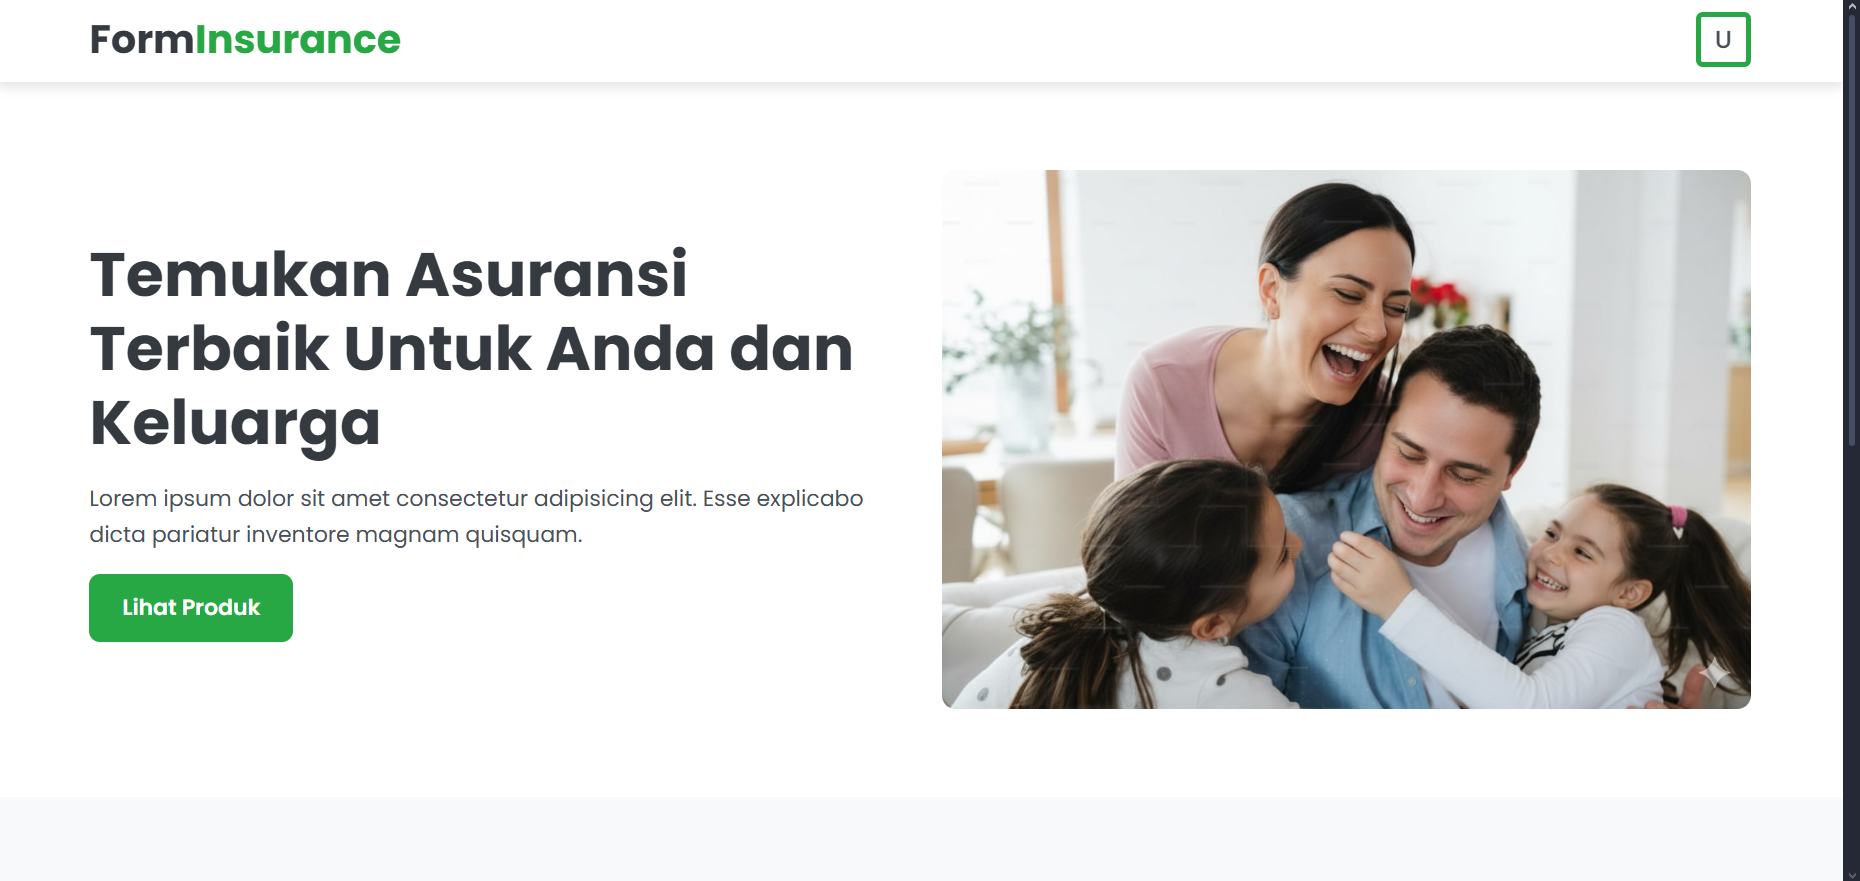 FormInsurance
U
Temukan Asuransi
Terbaik Untuk Anda dan
Keluarga
Lorem ipsum dolor sit amet consectetur adipisicing elit. Esse explicabo
dicta pariatur inventore magnam quisquam.
Lihat Produk